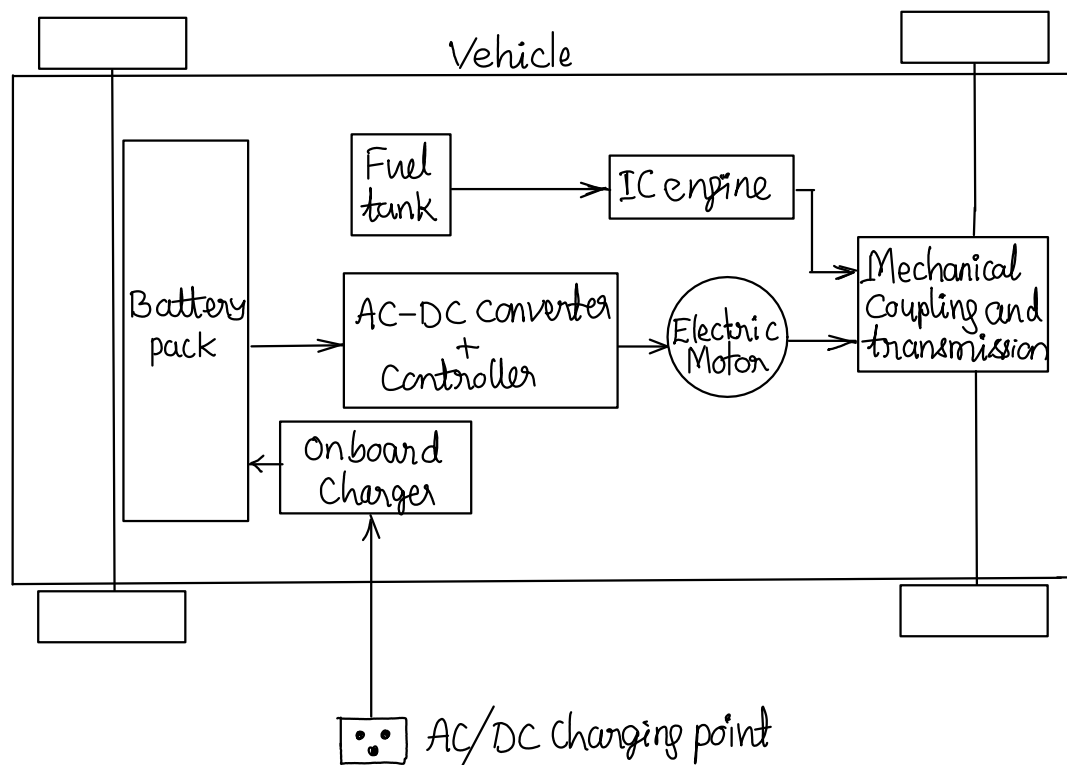 Vehicle
Fuel
tank
IC engine
Battery
pack
AC-DC Converter
+
Controller
Electric
Motor
Mechanical
Coupling and
transmission
Onboard
Charger
AC/DC Charging point